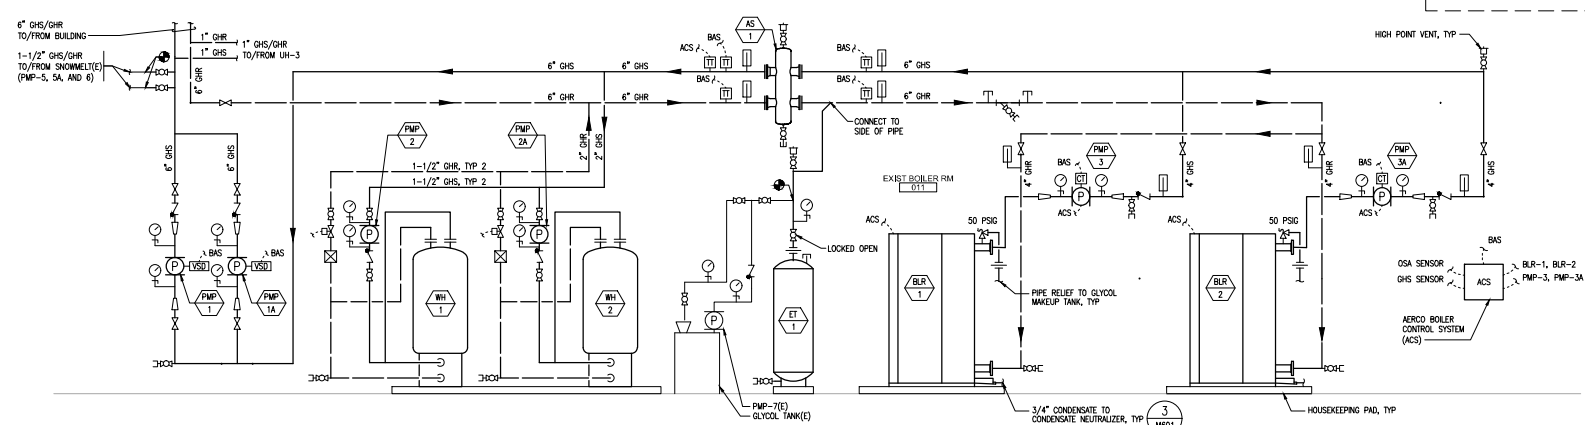 6" GHS/GHR
TO/FROM BUILDING
1-1/2" GHS/GHR
TO/FROM SNOWMELT(E)
(PMP-5, 5A, AND 6)
1" GHR
1" GHS
1" GHS/GHR
TO/FROM UH-3
6" GHR
6" GHS
6" GHS
6" GHS
6" GHS
6" GHR
6" GHR
ACS
BAS
TT
TT
BAS
TT
AS
1
BAS
TT
BAS
TT
6" GHS
6" GHR
HIGH POINT VENT, TYP
CONNECT TO
SIDE OF PIPE
PMP
2
PMP
2A
2" GHR
2" GHS
1-1/2" GHR, TYP 2
1-1/2" GHS, TYP 2
P
P
P
VSD
BAS
P
VSD
BAS
PMP
1
PMP
1A
WH
1
WH
2
EXIST BOILER RM
011
LOCKED OPEN
P
ET
1
PMP-7(E)
GLYCOL TANK(E)
ACS
BLR
1
50 PSIG
PIPE RELIEF TO GLYCOL
MAKEUP TANK, TYP
4" GHR
BAS
CT
P
ACS
PMP
3
4" GHS
3/4" CONDENSATE TO
CONDENSATE NEUTRALIZER, TYP
3
M601
ACS
BLR
2
50 PSIG
4" GHR
BAS
CT
P
ACS
PMP
3A
4" GHS
HOUSEKEEPING PAD, TYP
BAS
OSA SENSOR
GHS SENSOR
ACS
BLR-1, BLR-2
PMP-3, PMP-3A
AERCO BOILER
CONTROL SYSTEM
(ACS)